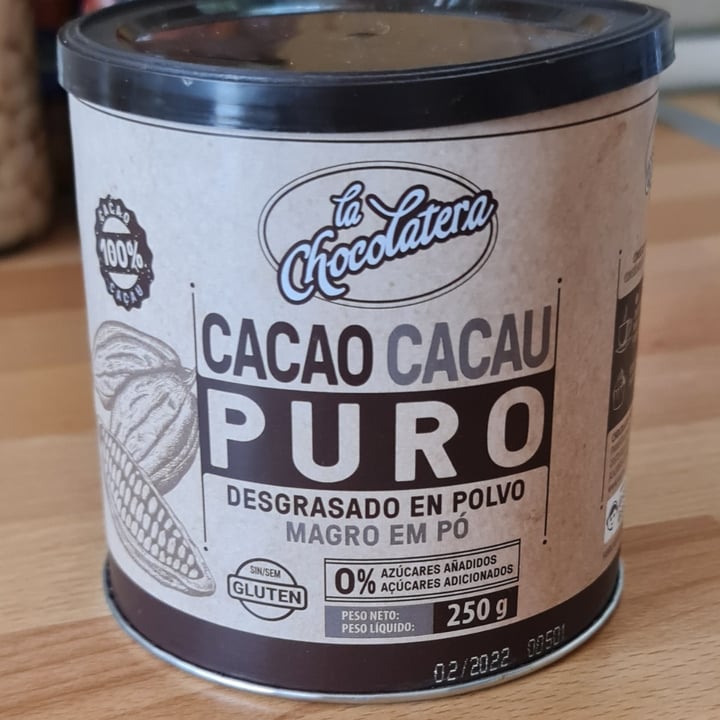 CACAO
100%
CACAU
la
Chocolatera
CACAO CACAU
PURO
DESGRASADO EN POLVO
MAGRO EM PÓ
SIN/SEM
GLUTEN
0% AZÚCARES AÑADIDOS
AÇÚCARES ADICIONADOS
PESO NETO:
PESO LÍQUIDO:
250 g
02/2022 00501